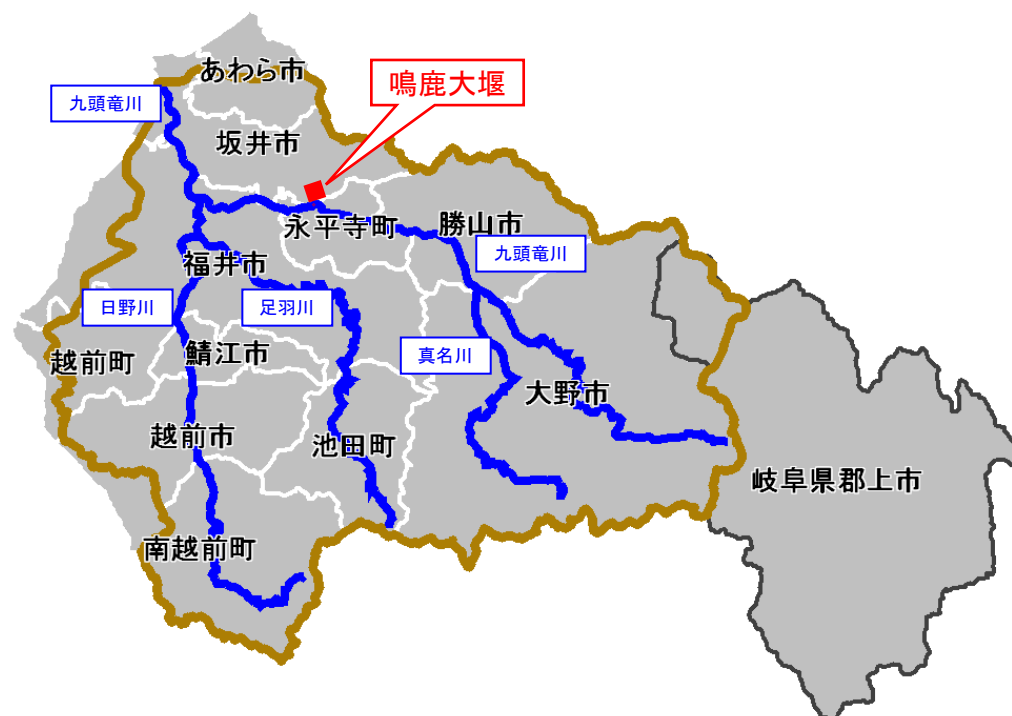 あわら市
鳴鹿大堰
九頭竜川
坂井市
永平寺町
勝山市
九頭竜川
福井市
日野川
足羽川
越前町
鯖江市
真名川
大野市
越前市
池田町
岐阜県郡上市
南越前町